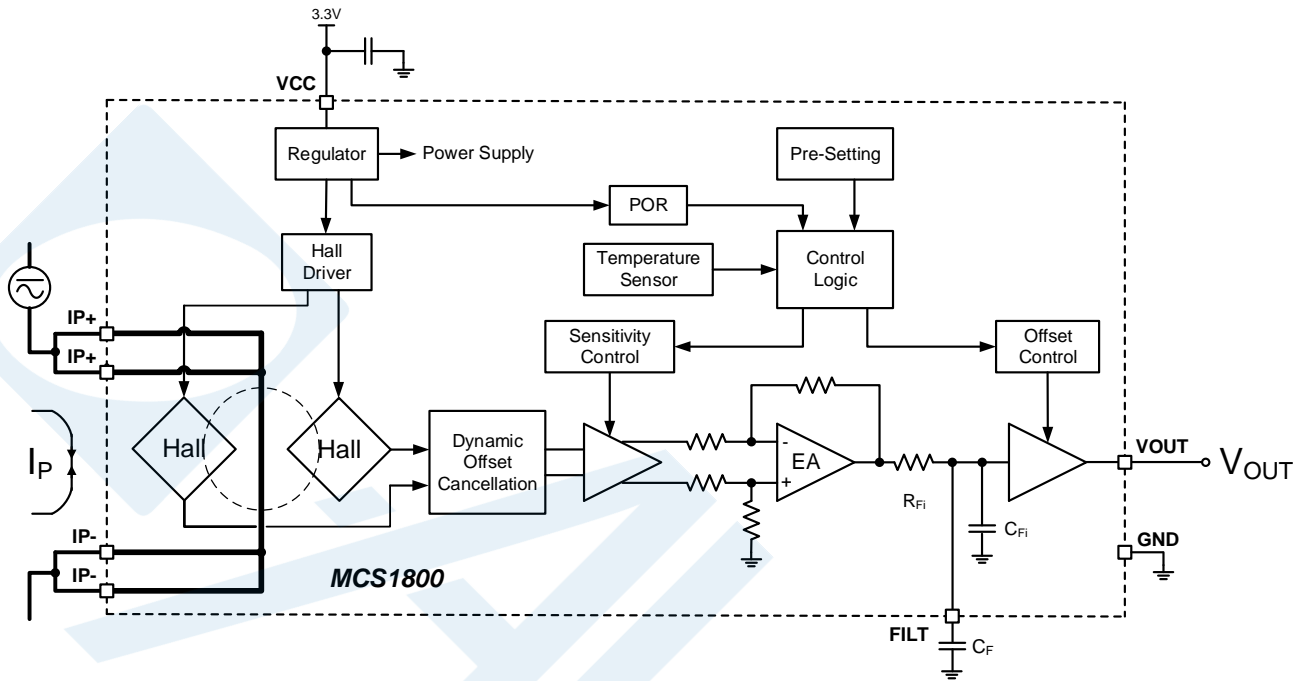 3.3V
VCC
Regulator
Power Supply
Pre-Setting
POR
Hall
Driver
Temperature
Sensor
Control
Logic
IP+
IP+
Sensitivity
Control
Offset
Control
Hall
Hall
Dynamic
Offset
Cancellation
-
EA
+
VOUT
VOUT
IP
RFi
CFi
GND
IP-
IP-
MCS1800
FILT
CF